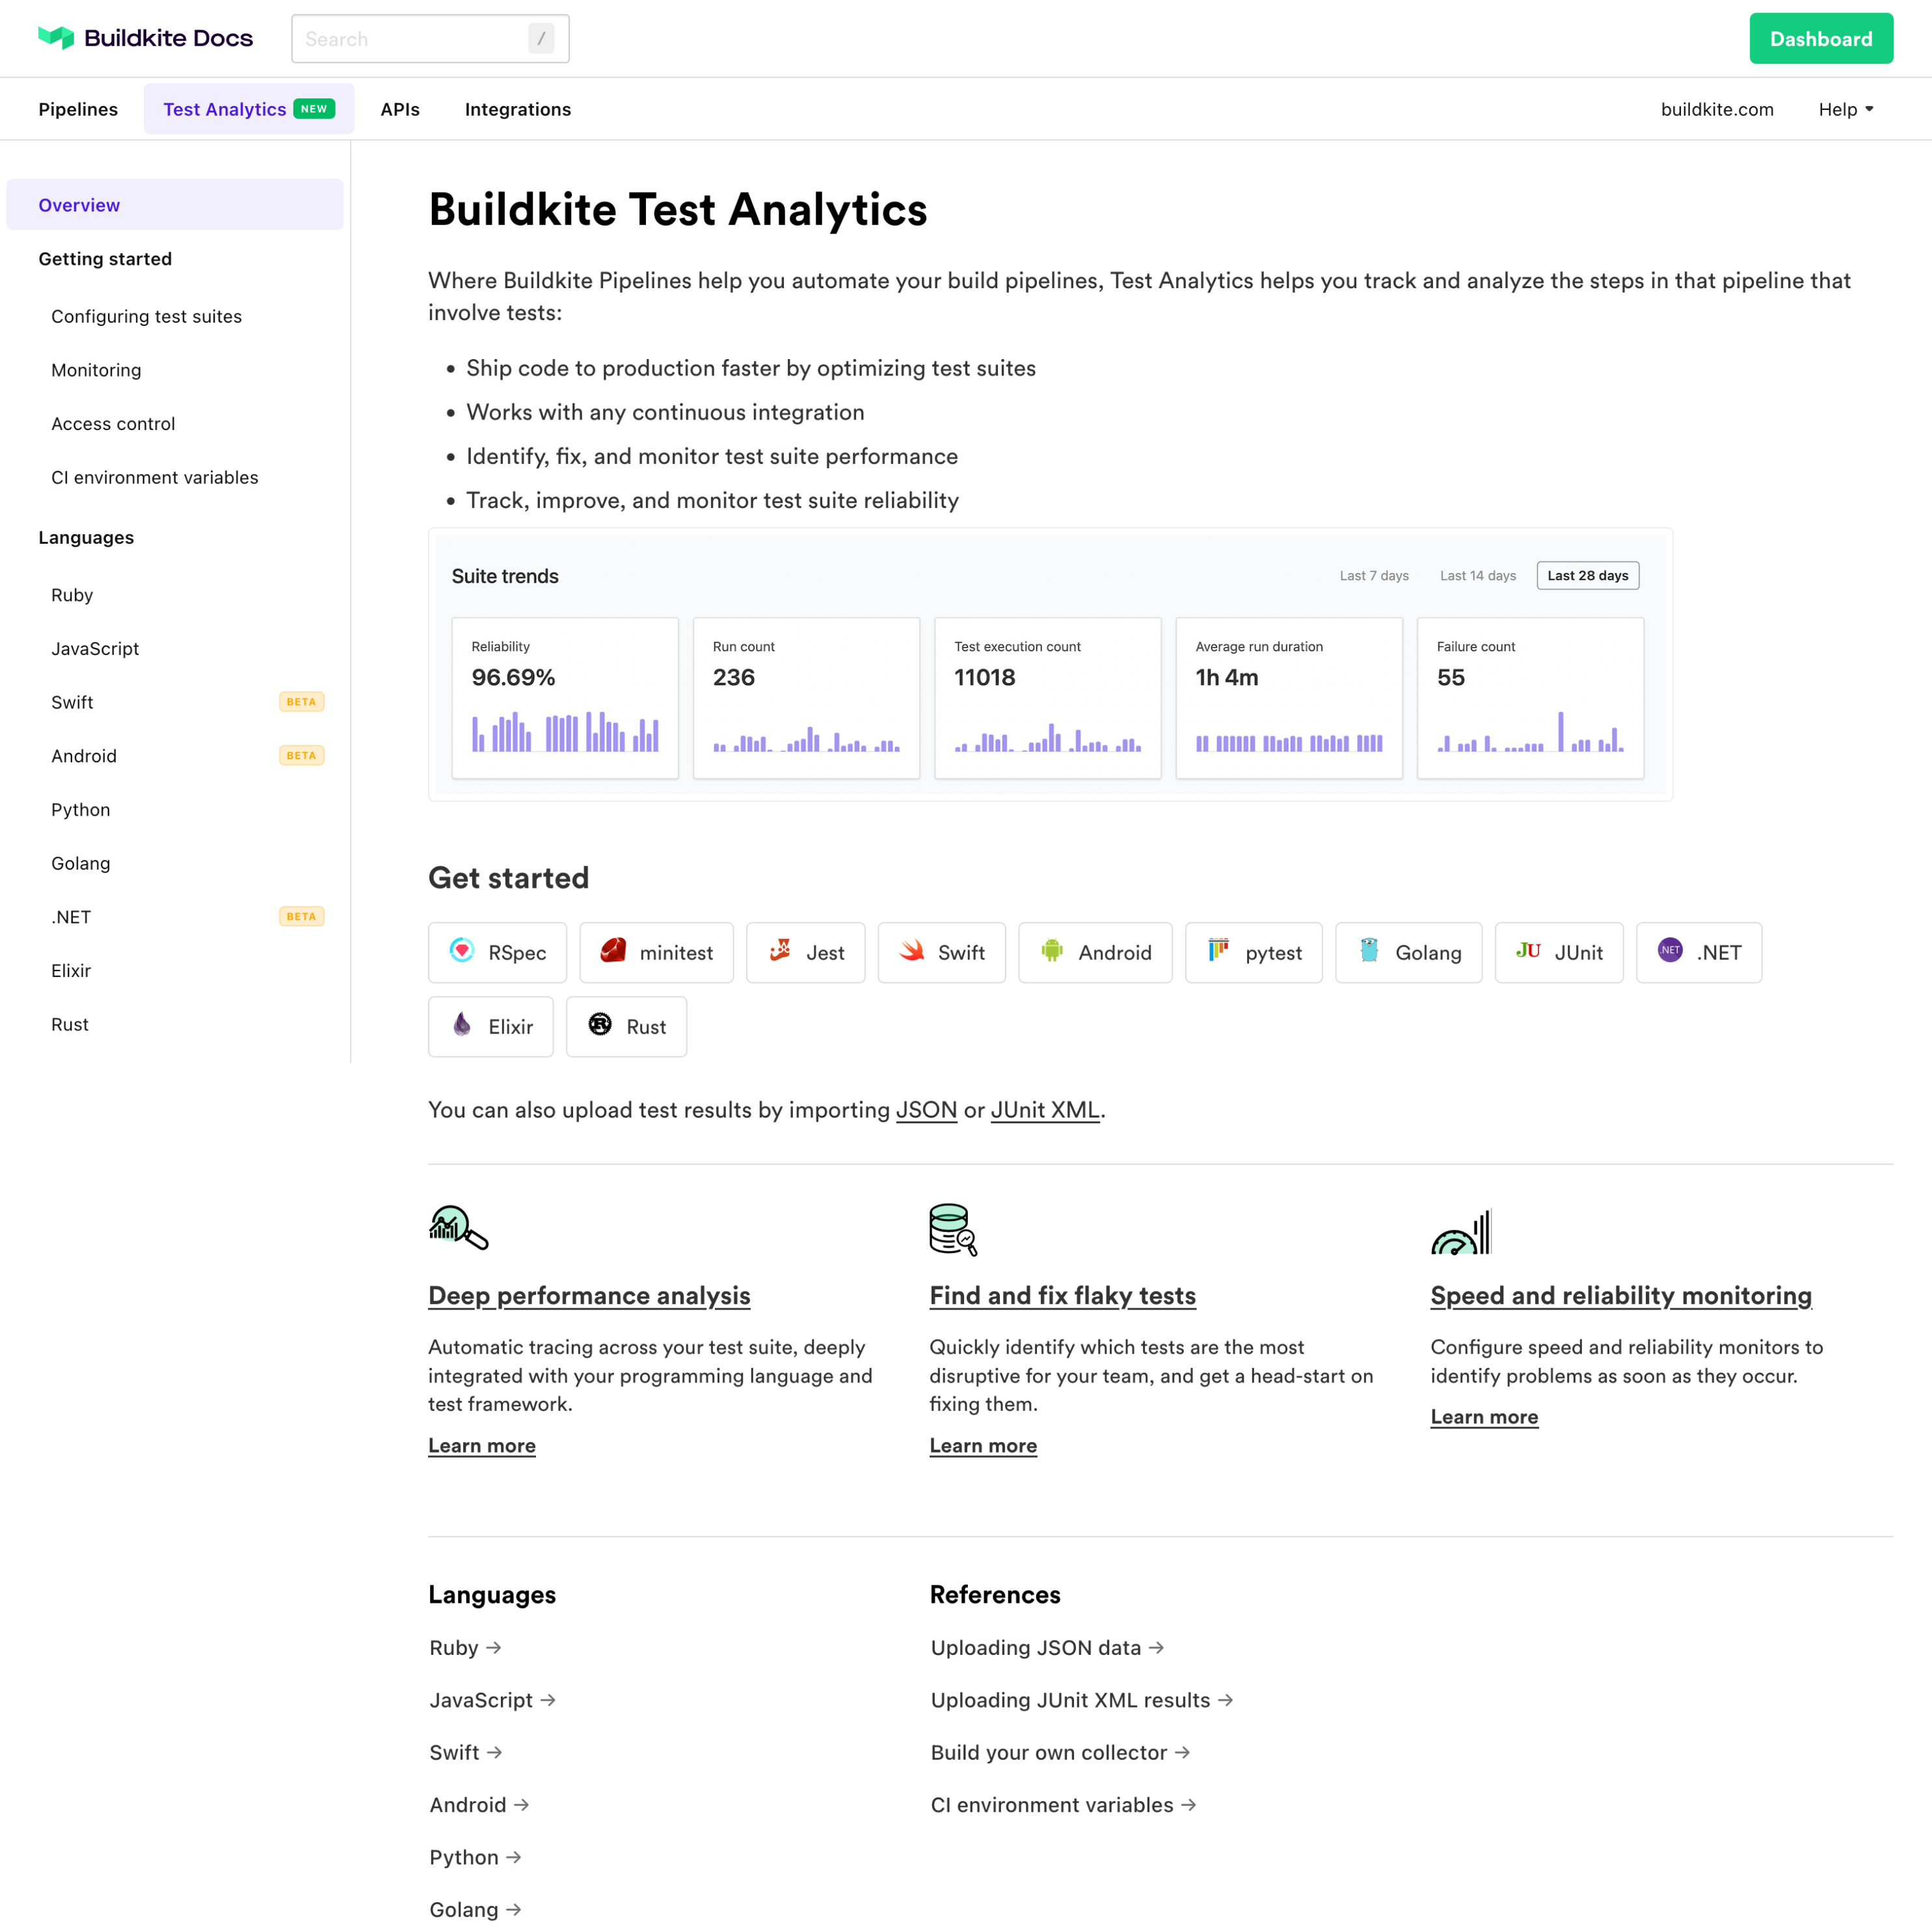 Buildkite Docs
Search
/
Dashboard
Pipelines
Test Analytics NEW
APIs
Integrations
buildkite.com
Help
Overview
Getting started
Configuring test suites
Monitoring
Access control
CI environment variables
Languages
Ruby
JavaScript
Swift BETA
Android BETA
Python
Golang
.NET BETA
Elixir
Rust
Buildkite Test Analytics
Where Buildkite Pipelines help you automate your build pipelines, Test Analytics helps you track and analyze the steps in that pipeline that
involve tests:
• Ship code to production faster by optimizing test suites
• Works with any continuous integration
• Identify, fix, and monitor test suite performance
• Track, improve, and monitor test suite reliability
Suite trends
Last 7 days
Last 14 days
Last 28 days
Reliability
96.69%
Run count
236
Test execution count
11018
Average run duration
1h 4m
Failure count
55
Get started
RSpec
minitest
Jest
Swift
Android
pytest
Golang
JU JUnit
.NET .NET
Elixir
R Rust
You can also upload test results by importing JSON or JUnit XML.
Deep performance analysis
Automatic tracing across your test suite, deeply
integrated with your programming language and
test framework.
Learn more
Find and fix flaky tests
Quickly identify which tests are the most
disruptive for your team, and get a head-start on
fixing them.
Learn more
Speed and reliability monitoring
Configure speed and reliability monitors to
identify problems as soon as they occur.
Learn more
Languages
Ruby →
JavaScript →
Swift →
Android →
Python →
Golang →
References
Uploading JSON data →
Uploading JUnit XML results →
Build your own collector →
CI environment variables →